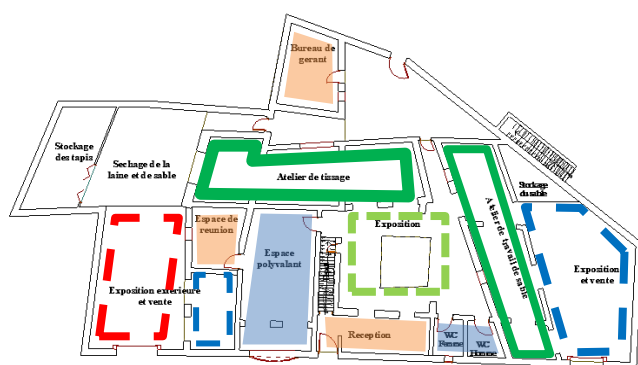 Bureau de
gerant
Stockage
des tapis
Sechage de la
laine et de sable
Atelier de tissage
Stockage
du sable
Espace de
reunion
Exposition
Atelier de travail de sable
Espace
polyvalant
Exposition
et vente
Exposition exterieure
et vente
Reception
WC
Femme
WC
Homme